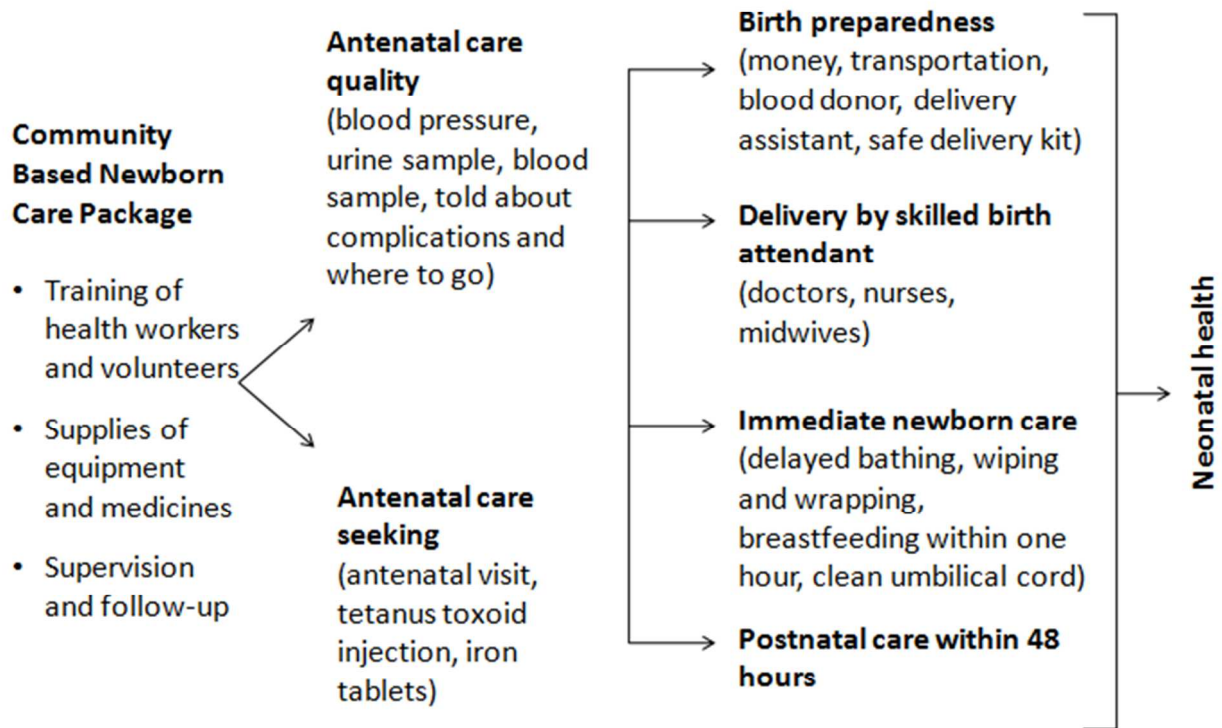 Community
Based Newborn
Care Package
• Training of
health workers
and volunteers
• Supplies of
equipment
and medicines
• Supervision
and follow-up
Antenatal care
quality
(blood pressure,
urine sample, blood
sample, told about
complications and
where to go)
Antenatal care
seeking
(antenatal visit,
tetanus toxoid
injection, iron
tablets)
Birth preparedness
(money, transportation,
blood donor, delivery
assistant, safe delivery kit)
Delivery by skilled birth
attendant
(doctors, nurses,
midwives)
Immediate newborn care
(delayed bathing, wiping
and wrapping,
breastfeeding within one
hour, clean umbilical cord)
Postnatal care within 48
hours
Neonatal health